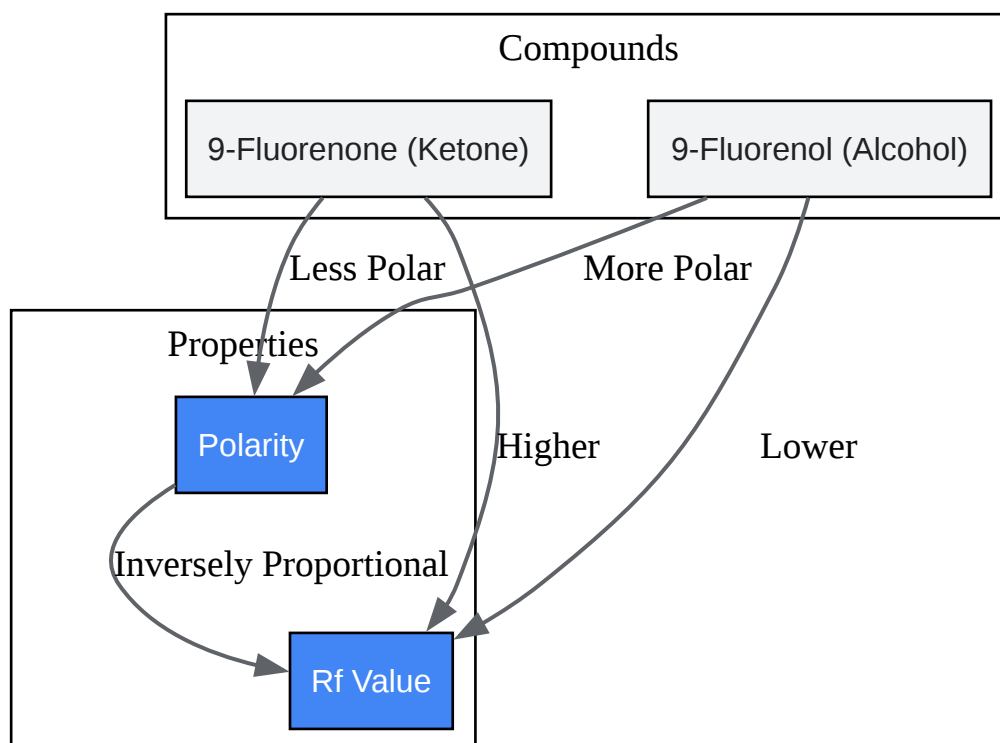 Compounds
9-Fluorenone (Ketone)
9-Fluorenol (Alcohol)
Less Polar
More Polar
Properties
Polarity
Higher
Lower
Inversely Proportional
Rf Value